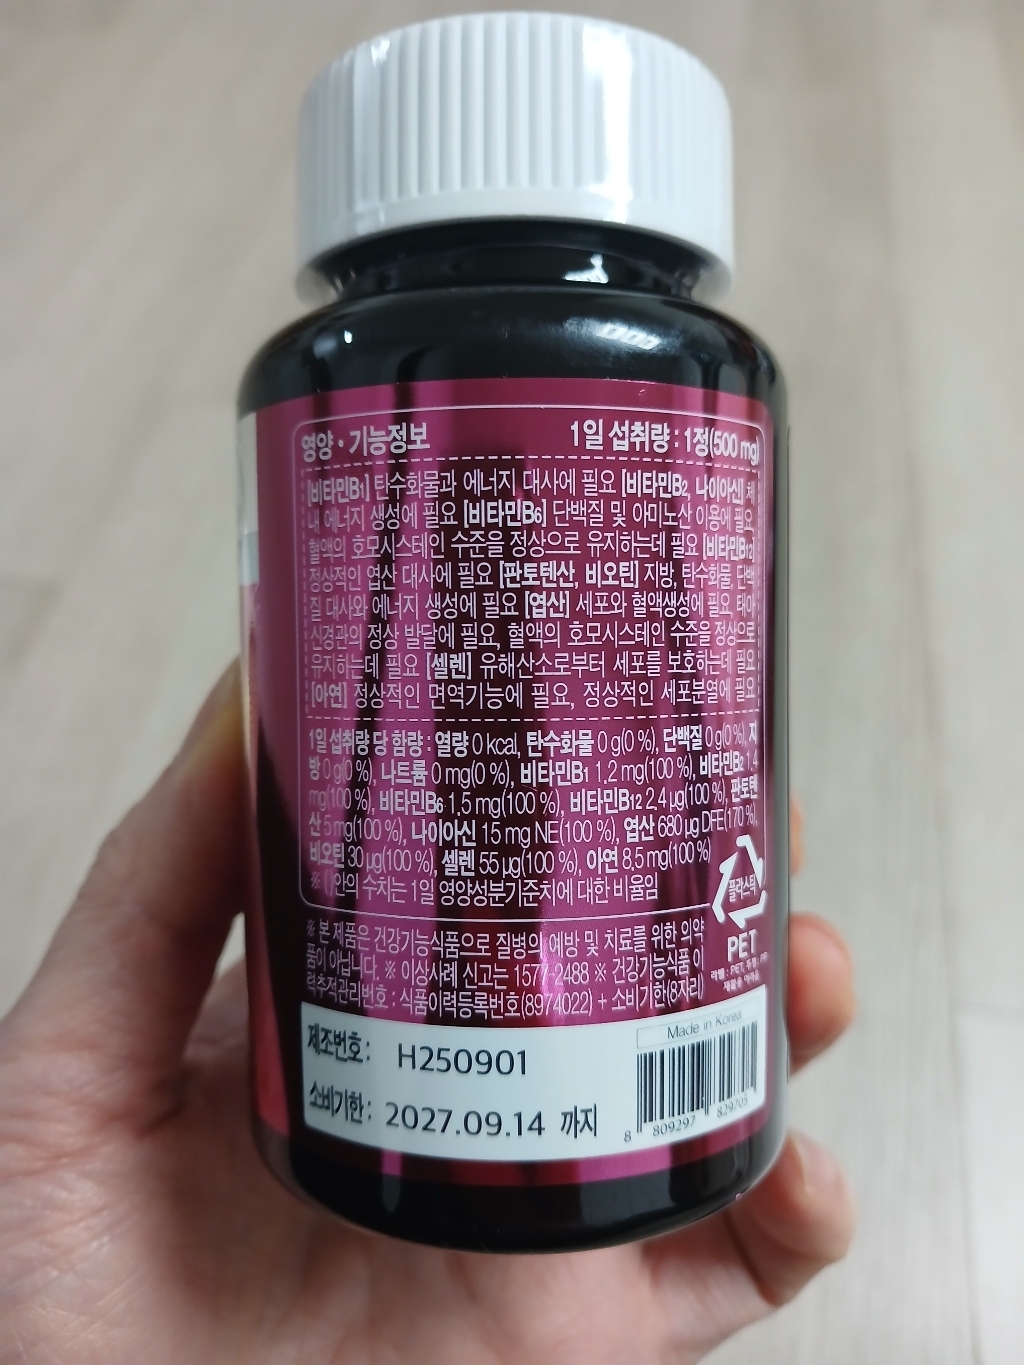 영양·기능정보 1일 섭취량 : 1정(500 mg)
[비타민B1] 탄수화물과 에너지 대사에 필요 [비타민B2, 나이아신] 체
내 에너지 생성에 필요 [비타민B6] 단백질 및 아미노산 이용에 필요,
혈액의 호모시스테인 수준을 정상으로 유지하는데 필요 [비타민B12]
정상적인 엽산 대사에 필요 [판토텐산, 비오틴] 지방, 탄수화물, 단백
질 대사와 에너지 생성에 필요 [엽산] 세포와 혈액생성에 필요, 태아
신경관의 정상 발달에 필요, 혈액의 호모시스테인 수준을 정상으로
유지하는데 필요 [셀렌] 유해산소로부터 세포를 보호하는데 필요
[아연] 정상적인 면역기능에 필요, 정상적인 세포분열에 필요
1일 섭취량 당 함량 : 열량 0 kcal, 탄수화물 0 g(0 %), 단백질 0 g(0 %), 지
방 0 g(0 %), 나트륨 0 mg(0 %), 비타민B1 1.2 mg(100 %), 비타민B2 1.4
mg(100 %), 비타민B6 1.5 mg(100 %), 비타민B12 2.4 μg(100 %), 판토텐
산 5 mg(100 %), 나이아신 15 mg NE(100 %), 엽산 680 μg DFE(170 %),
비오틴 30 μg(100 %), 셀렌 55 μg(100 %), 아연 8.5 mg(100 %)
※ ( )안의 수치는 1일 영양성분기준치에 대한 비율임
플라스틱
PET
※ 본 제품은 건강기능식품으로 질병의 예방 및 치료를 위한 의약
품이 아닙니다. ※ 이상사례 신고는 1577-2488 ※ 건강기능식품 이
력추적관리번호 : 식품이력등록번호(8974022) + 소비기한(8자리)
제조번호 : H250901
소비기한 : 2027.09.14 까지
Made in Korea
8 809297 829705